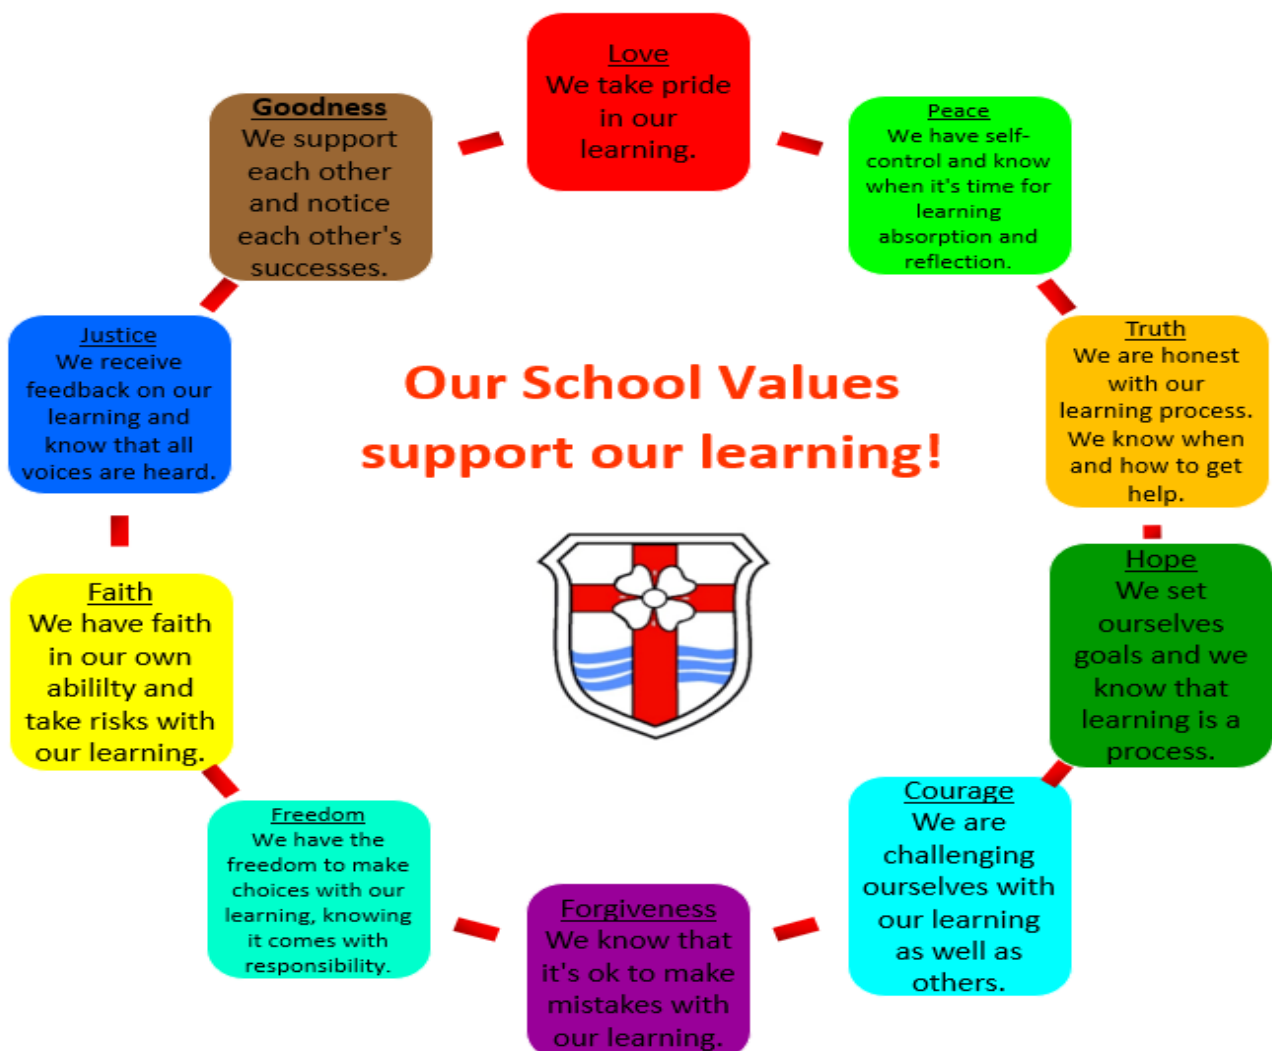 Love
We take pride
in our
learning.
Peace
We have self-
control and know
when it's time for
learning
absorption and
reflection.
Truth
We are honest
with our
learning process.
We know when
and how to get
help.
Hope
We set
ourselves
goals and we
know that
learning is a
process.
Courage
We are
challenging
ourselves with
our learning
as well as
others.
Forgiveness
We know that
it's ok to make
mistakes with
our learning.
Freedom
We have the
freedom to make
choices with our
learning, knowing
it comes with
responsibility.
Faith
We have faith
in our own
abililty and
take risks with
our learning.
Justice
We receive
feedback on our
learning and
know that all
voices are heard.
Goodness
We support
each other
and notice
each other's
successes.
Our School Values
support our learning!